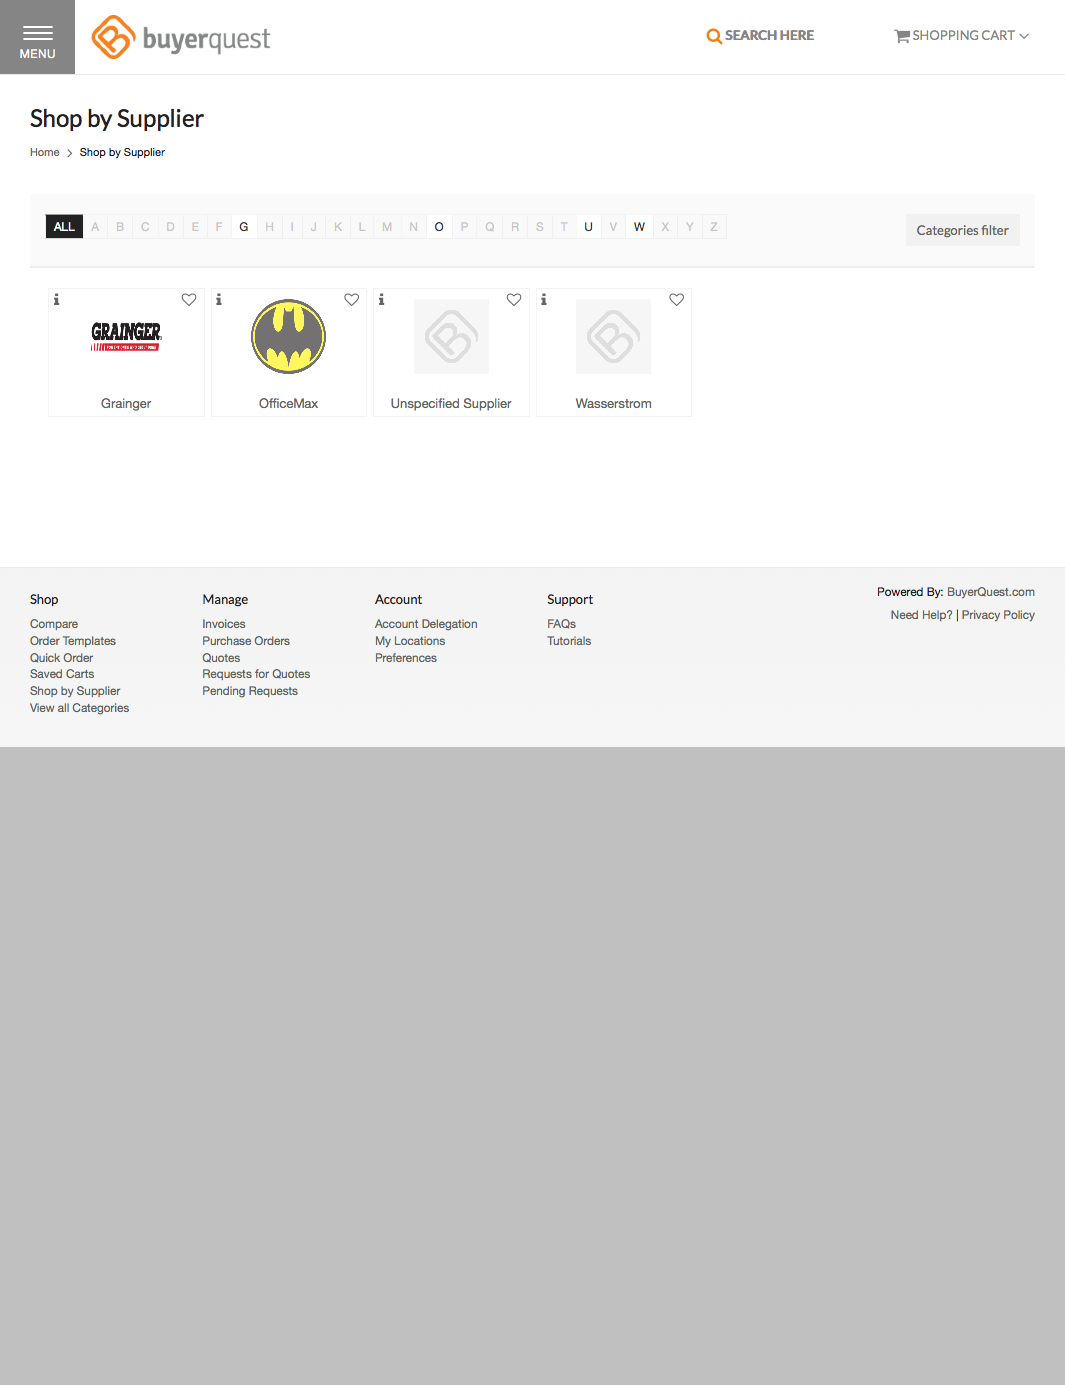 MENU
buyerquest
SEARCH HERE
SHOPPING CART
Shop by Supplier
Home > Shop by Supplier
ALL A B C D E F G H I J K L M N O P Q R S T U V W X Y Z
Categories filter
GRAINGER
Grainger
OfficeMax
Unspecified Supplier
Wasserstrom
Shop
Compare
Order Templates
Quick Order
Saved Carts
Shop by Supplier
View all Categories
Manage
Invoices
Purchase Orders
Quotes
Requests for Quotes
Pending Requests
Account
Account Delegation
My Locations
Preferences
Support
FAQs
Tutorials
Powered By: BuyerQuest.com
Need Help? | Privacy Policy